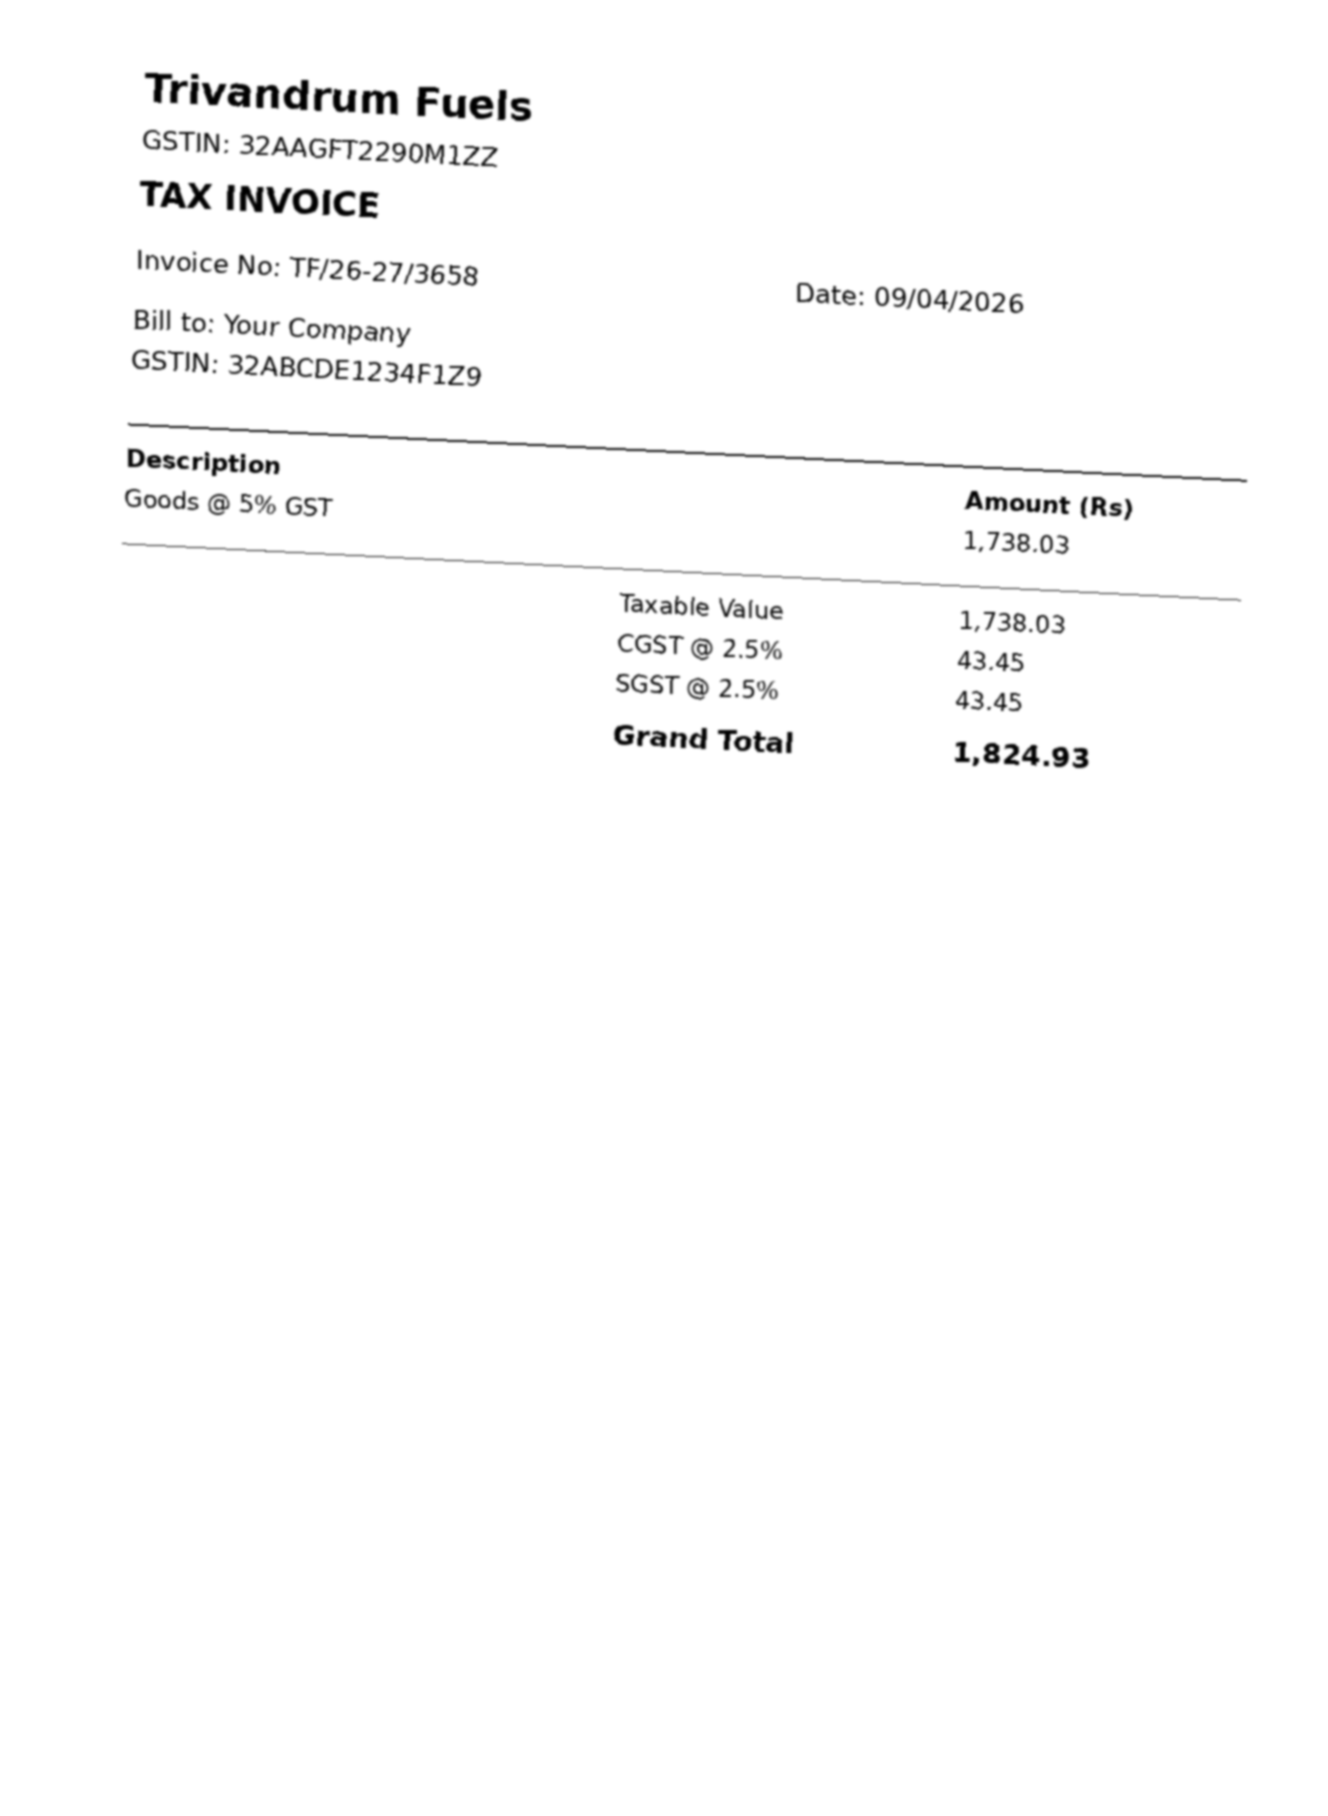 Trivandrum Fuels
GSTIN: 32AAGFT2290M1ZZ
TAX INVOICE
Invoice No: TF/26-27/3658
Date: 09/04/2026
Bill to: Your Company
GSTIN: 32ABCDE1234F1Z9
Description
Amount (Rs)
Goods @ 5% GST
1,738.03
Taxable Value
1,738.03
CGST @ 2.5%
43.45
SGST @ 2.5%
43.45
Grand Total
1,824.93